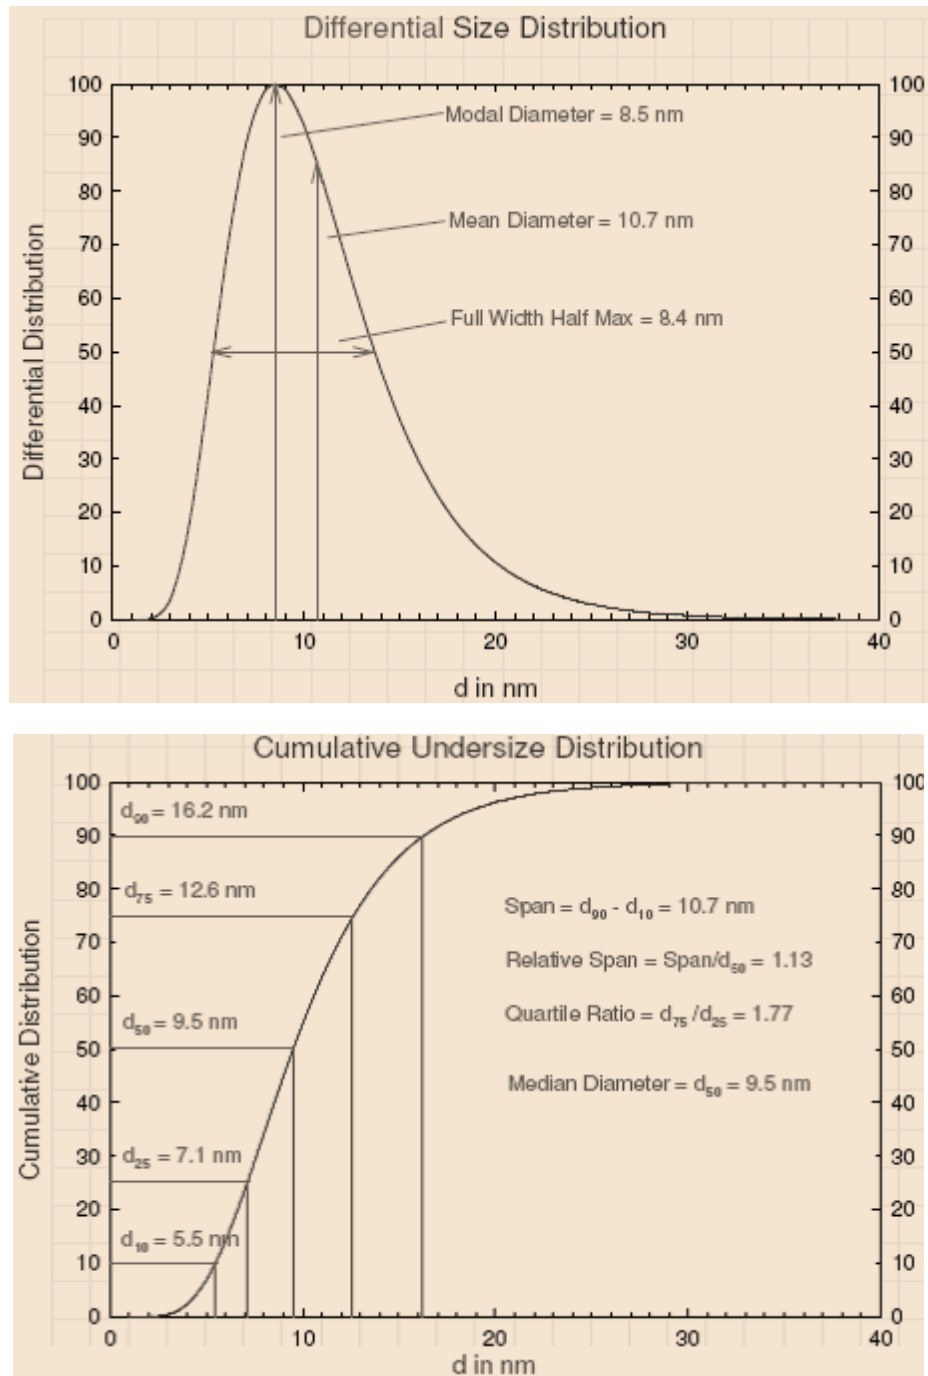 Differential Size Distribution
100
90
80
70
60
50
40
30
20
10
0
100
90
80
70
60
50
40
30
20
10
0
Modal Diameter = 8.5 nm
Mean Diameter = 10.7 nm
Full Width Half Max = 8.4 nm
Differential Distribution
0 10 20 30 40
d in nm
Cumulative Undersize Distribution
100
90
80
70
60
50
40
30
20
10
0
100
90
80
70
60
50
40
30
20
10
0
d90 = 16.2 nm
d75 = 12.6 nm
d50 = 9.5 nm
d25 = 7.1 nm
d10 = 5.5 nm
Span = d90 - d10 = 10.7 nm
Relative Span = Span/d50 = 1.13
Quartile Ratio = d75 /d25 = 1.77
Median Diameter = d50 = 9.5 nm
Cumulative Distribution
0 10 20 30 40
d in nm